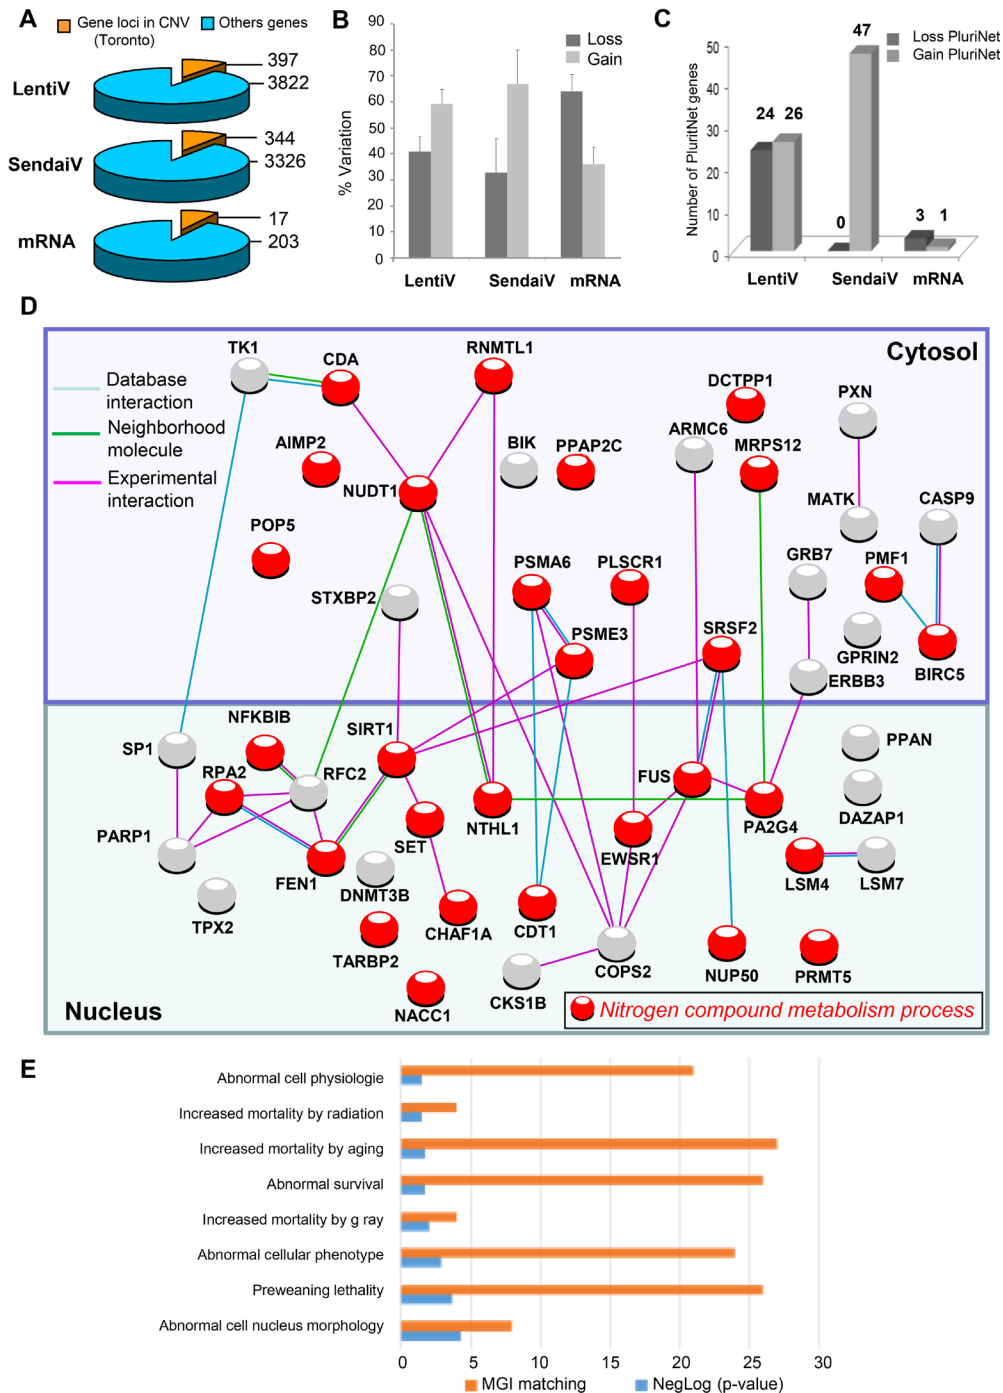 A
Gene loci in CNV
(Toronto)
Others genes
LentiV
397
3822
SendaiV
344
3326
mRNA
17
203
B
% Variation
90
80
70
60
50
40
30
20
10
0
Loss
Gain
LentiV
SendaiV
mRNA
C
Number of PluritNet genes
50
40
30
20
10
0
Loss PluriNet
Gain PluriNet
24
26
0
47
3
1
LentiV
SendaiV
mRNA
D
Cytosol
Database
interaction
Neighborhood
molecule
Experimental
interaction
TK1
CDA
RNMTL1
DCTPP1
PXN
AIMP2
NUDT1
BIK
PPAP2C
ARMC6
MRPS12
MATK
CASP9
POP5
STXBP2
PSMA6
PLSCR1
GRB7
PMF1
PSME3
SRSF2
GPRIN2
ERBB3
BIRC5
NFKBIB
SIRT1
SP1
RPA2
RFC2
FUS
PPAN
PARP1
SET
NTHL1
EWSR1
PA2G4
DAZAP1
FEN1
DNMT3B
LSM4
LSM7
TPX2
CHAF1A
CDT1
TARBP2
COPS2
NUP50
PRMT5
CKS1B
NACC1
Nucleus
Nitrogen compound metabolism process
E
Abnormal cell physiologie
Increased mortality by radiation
Increased mortality by aging
Abnormal survival
Increased mortality by g ray
Abnormal cellular phenotype
Preweaning lethality
Abnormal cell nucleus morphology
0
5
10
15
20
25
30
MGI matching
NegLog (p-value)